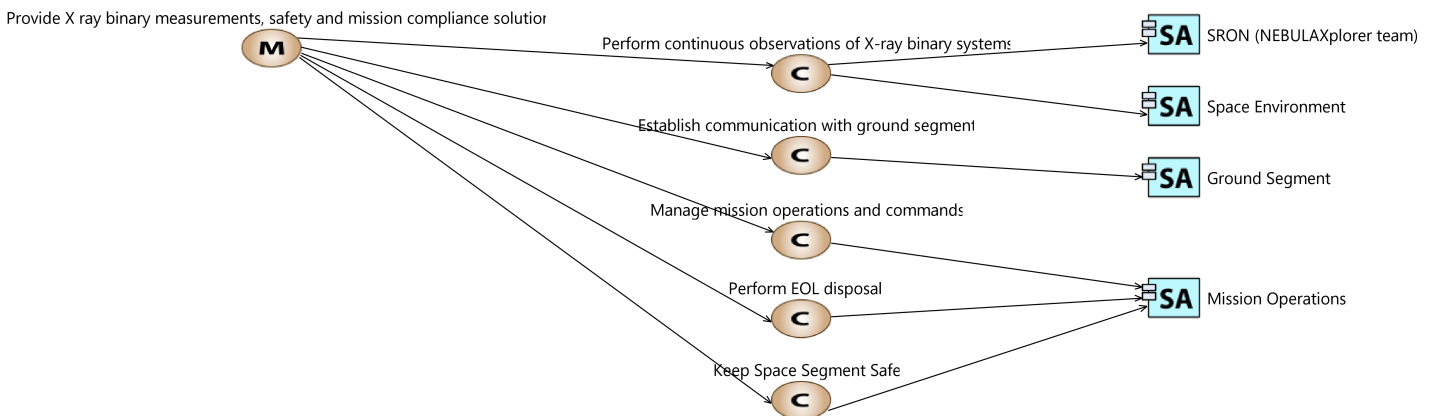 Provide X ray binary measurements, safety and mission compliance solution
M
Perform continuous observations of X-ray binary systems
C
SA SRON (NEBULAXplorer team)
SA Space Environment
Establish communication with ground segment
C
SA Ground Segment
Manage mission operations and commands
C
Perform EOL disposal
C
SA Mission Operations
Keep Space Segment Safe
C